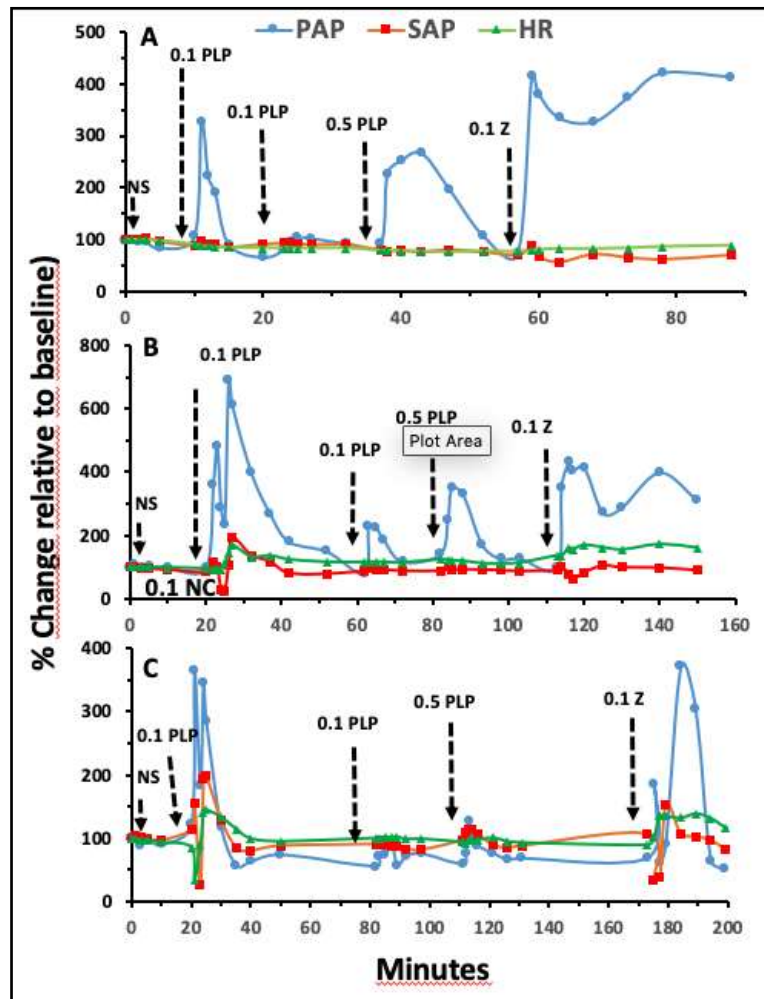 500
A
PAP SAP HR
0.1 PLP
400
0.1 PLP
0.5 PLP
0.1 Z
300
200
NS
100
0
0 20 40 60 80
% Change relative to baseline)
800
B
0.1 PLP
600
0.5 PLP
0.1 Z
Plot Area
0.1 PLP
400
NS
200
0.1 NC
0
0 20 40 60 80 100 120 140 160
400
C
0.1 PLP
0.5 PLP
0.1 Z
300
0.1 PLP
200
NS
100
0
0 20 40 60 80 100 120 140 160 180 200
Minutes